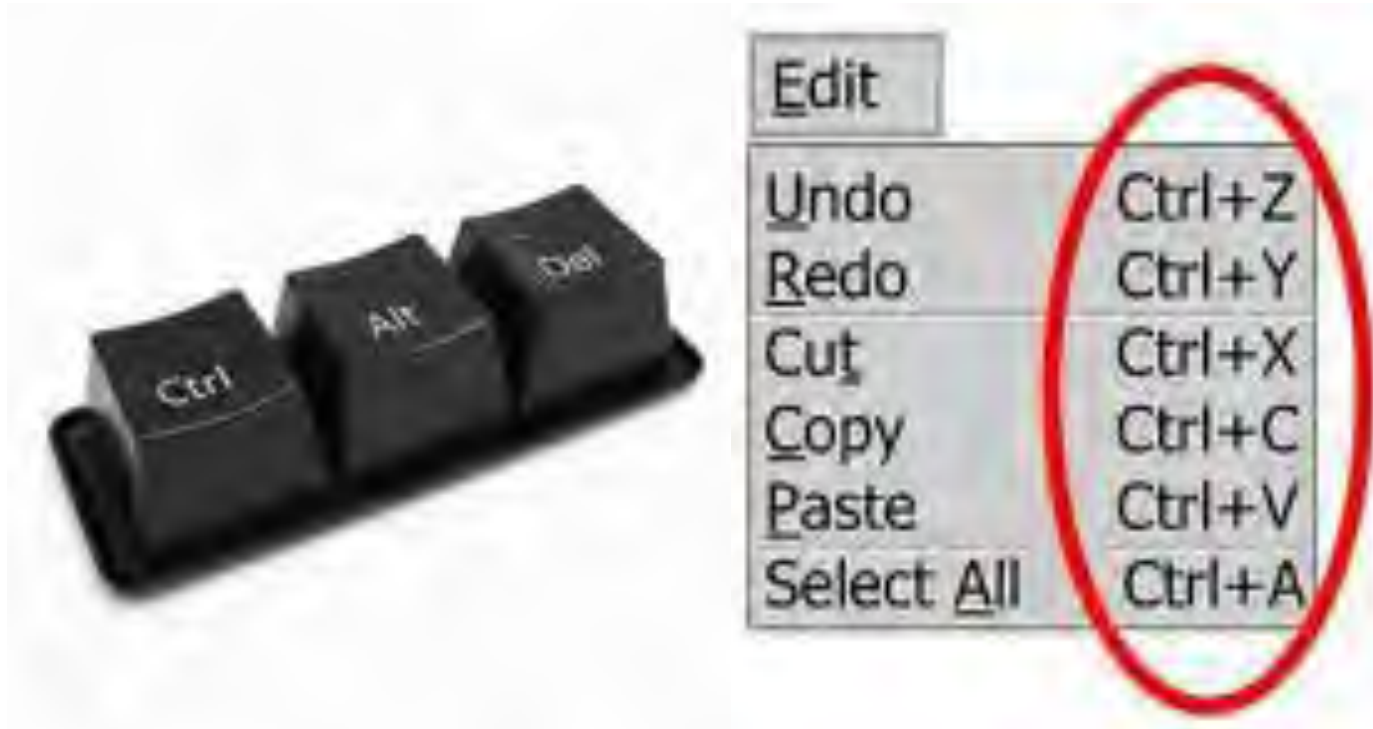 Ctrl
Alt
Del
Edit
Undo Ctrl+Z
Redo Ctrl+Y
Cut Ctrl+X
Copy Ctrl+C
Paste Ctrl+V
Select All Ctrl+A